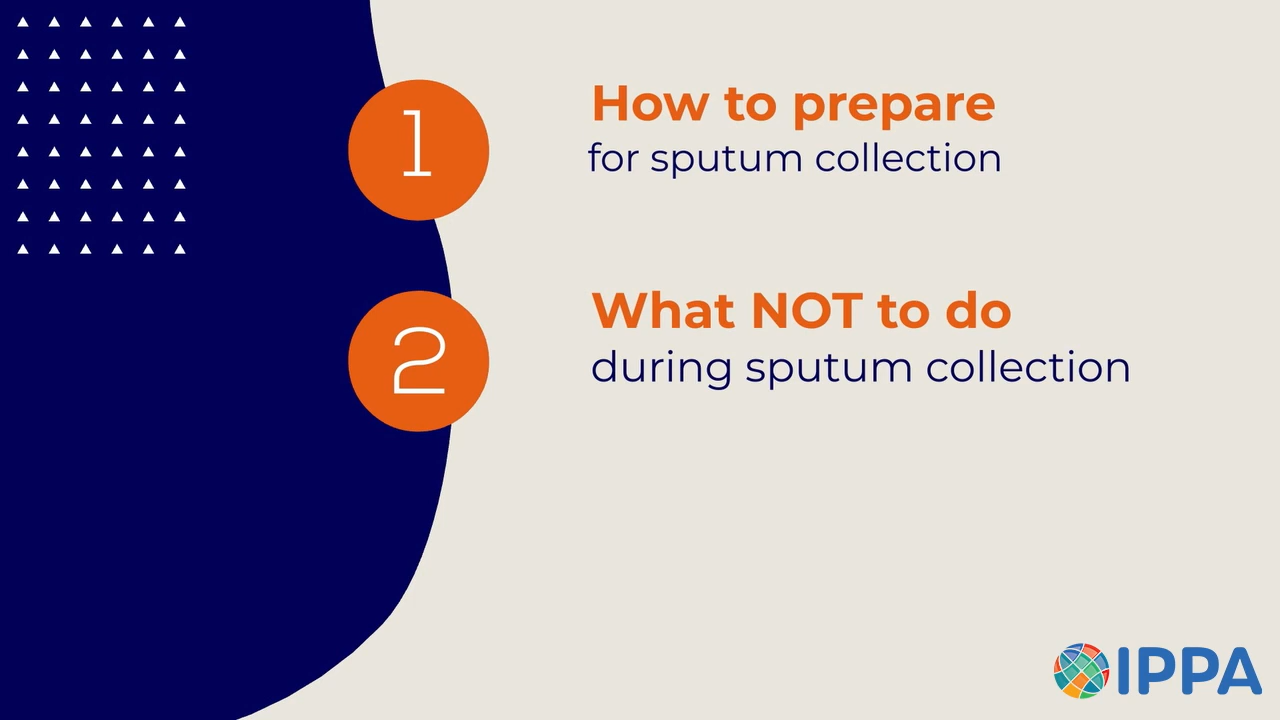 1
How to prepare
for sputum collection
2
What NOT to do
during sputum collection
IPPA